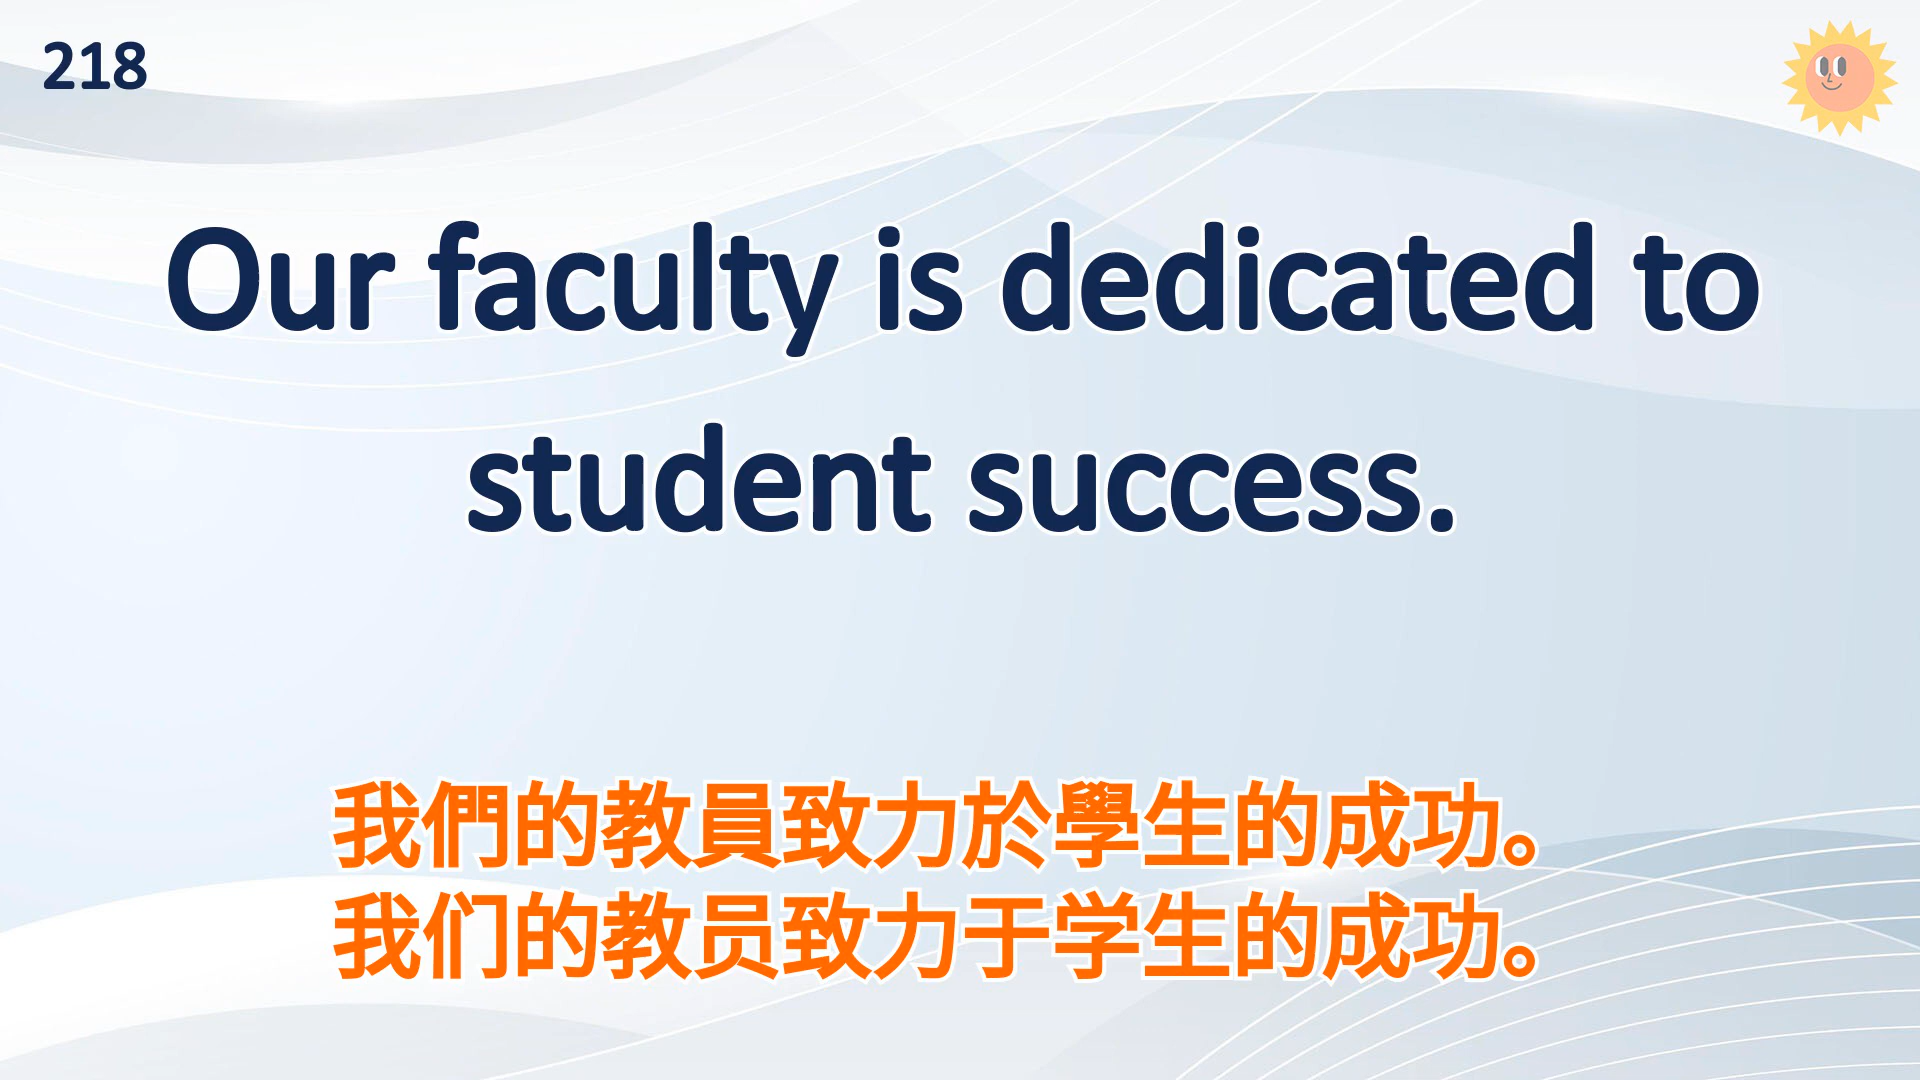 218
Our faculty is dedicated to
student success.
我們的教員致力於學生的成功。
我们的教员致力于学生的成功。